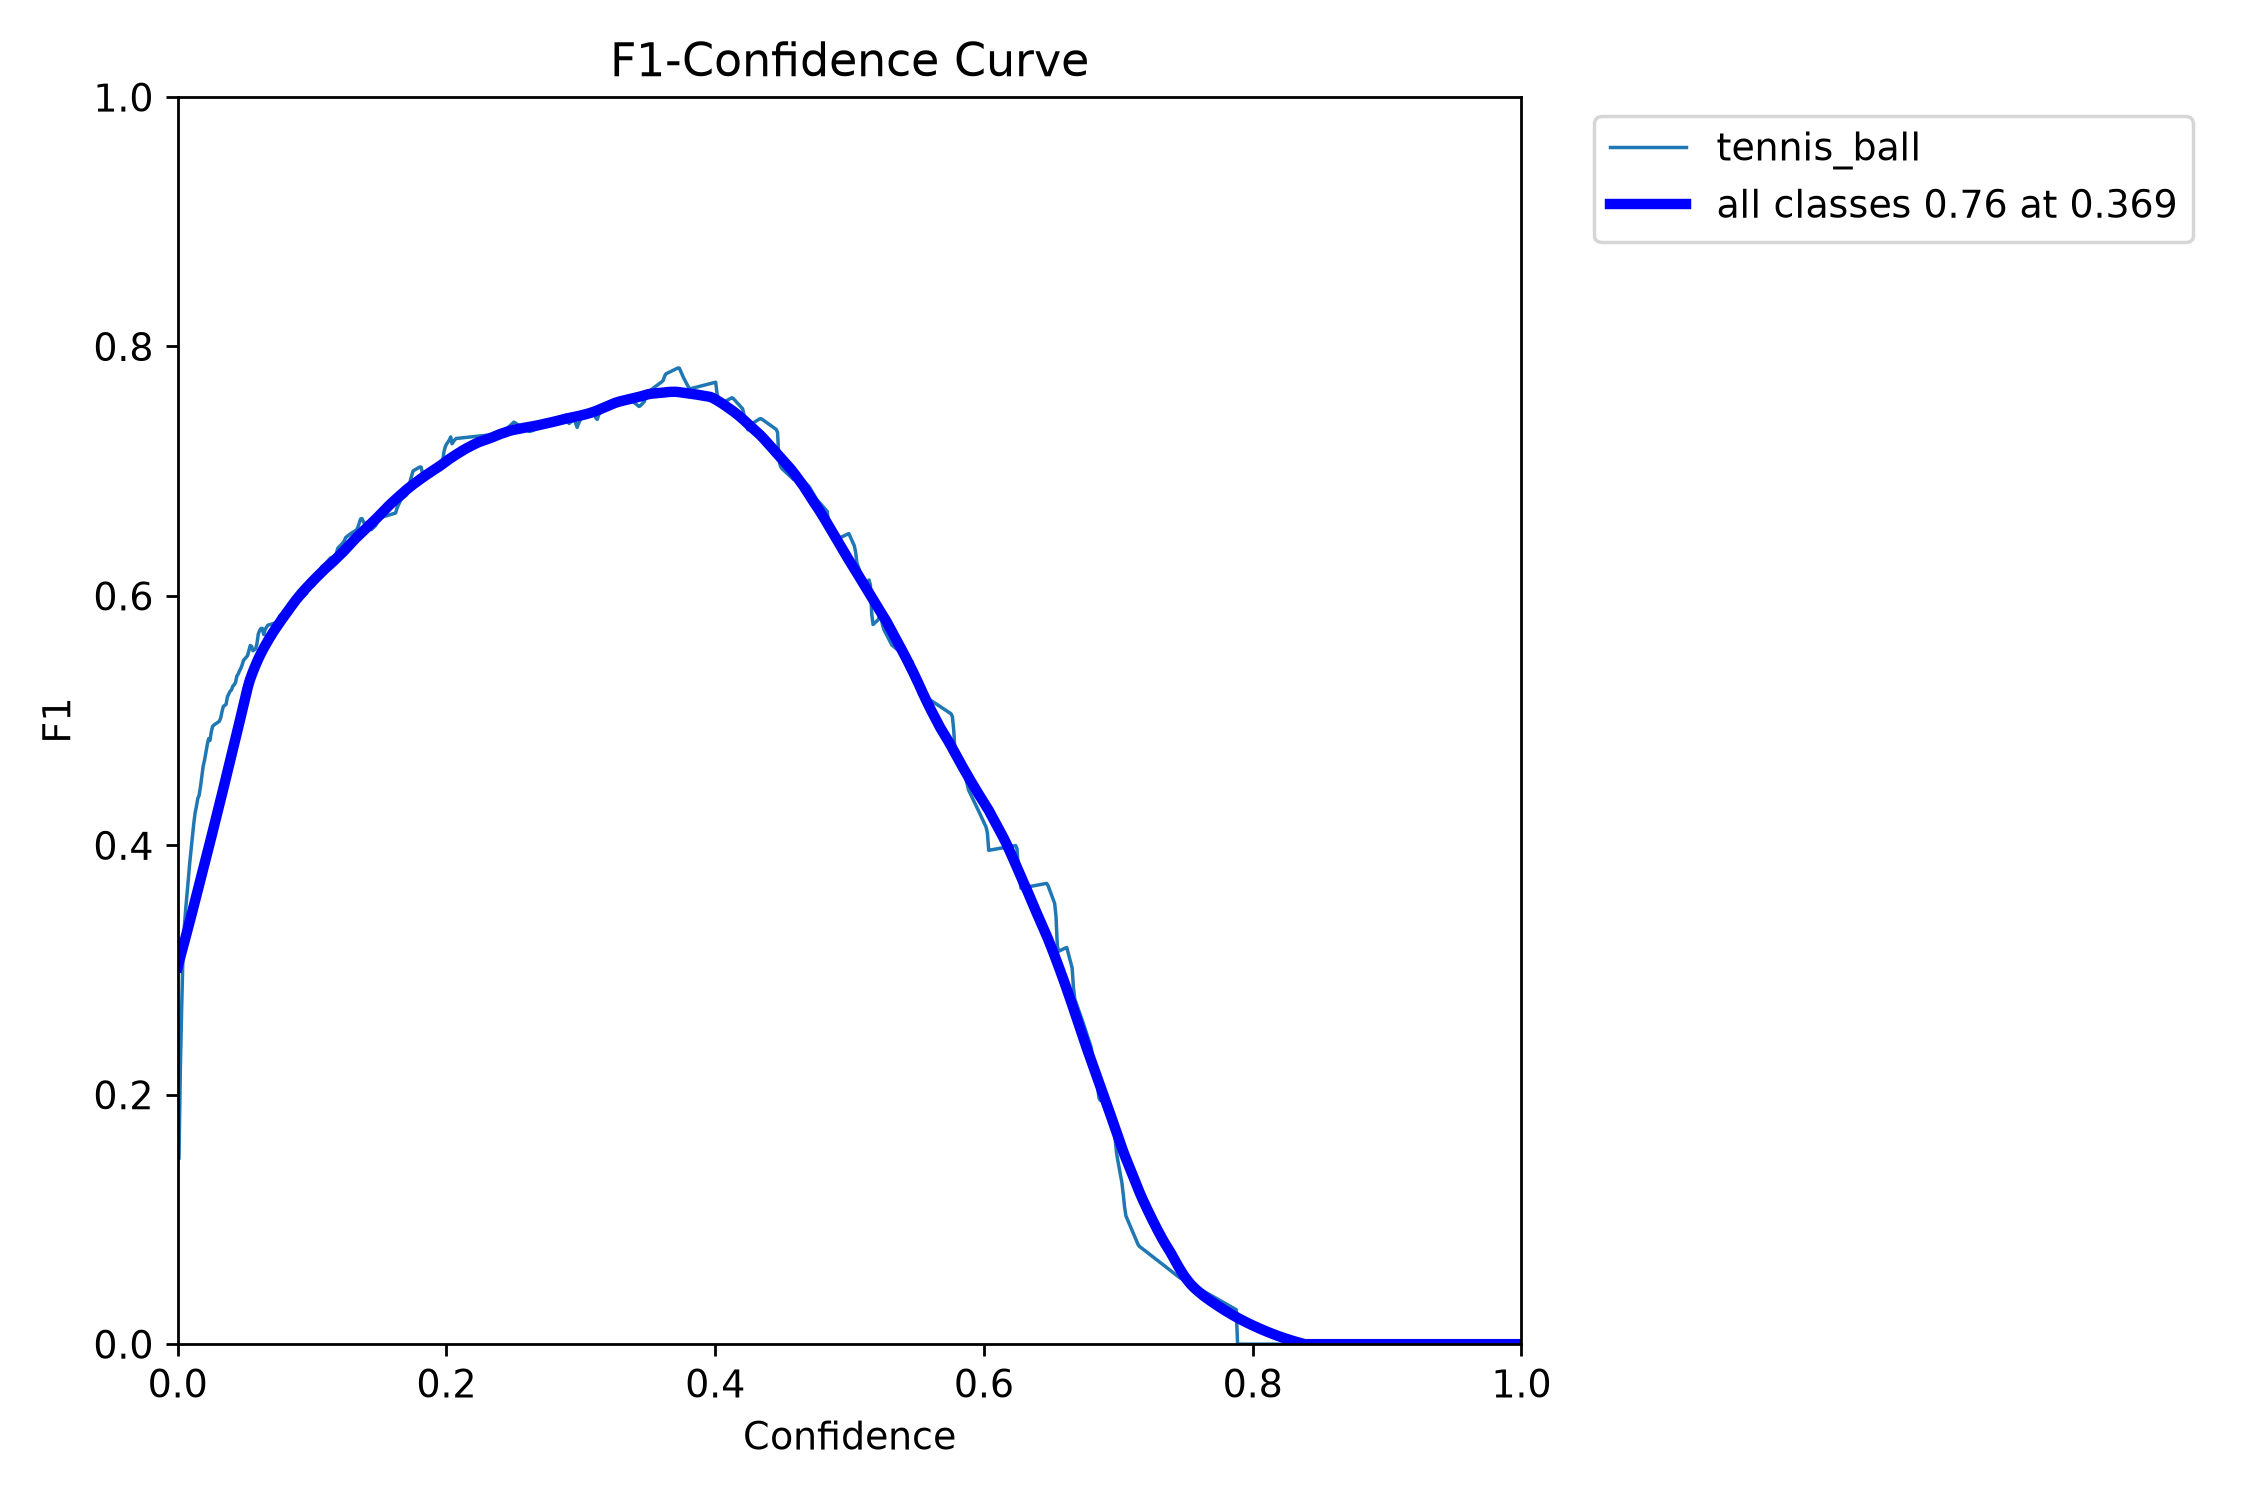 F1-Confidence Curve
tennis_ball
all classes 0.76 at 0.369
1.0
0.8
0.6
0.4
0.2
0.0
F1
0.0 0.2 0.4 0.6 0.8 1.0
Confidence